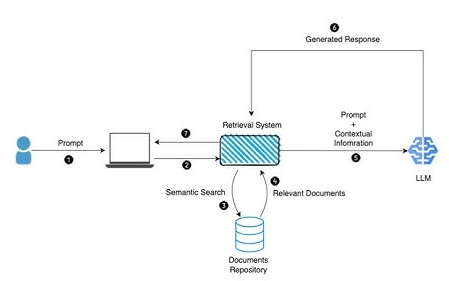 6
Generated Response
Retrieval System
Prompt
+
Contextual
Infomration
5
Prompt
1
7
2
LLM
Semantic Search
3
4
Relevant Documents
Documents
Repository